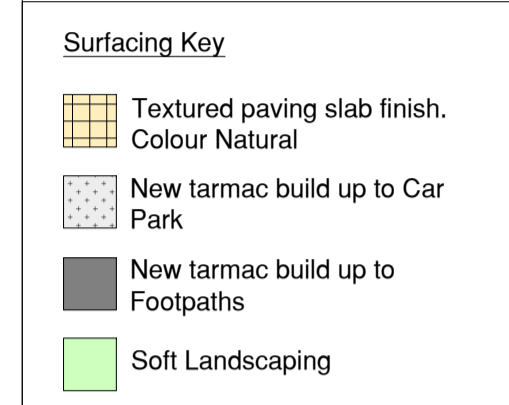 Surfacing Key
Textured paving slab finish.
Colour Natural
New tarmac build up to Car
Park
New tarmac build up to
Footpaths
Soft Landscaping